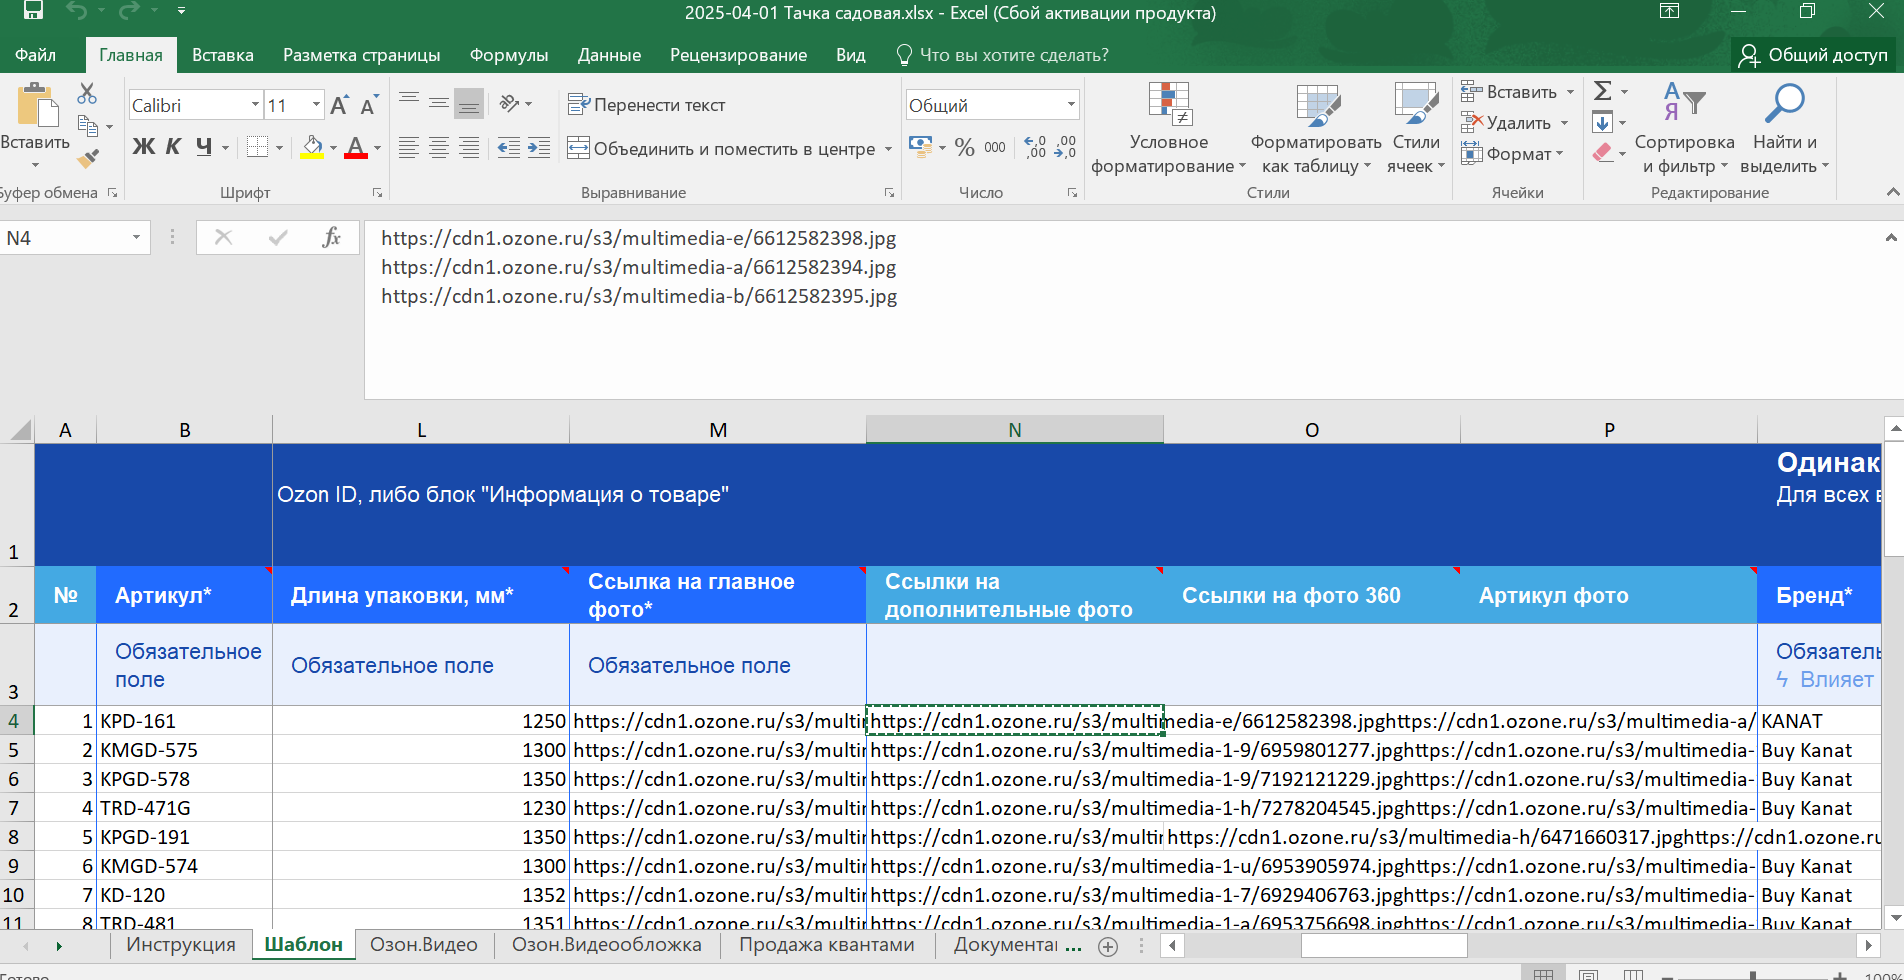 2025-04-01 Тачка садовая.xlsx - Excel (Сбой активации продукта)
Файл Главная Вставка Разметка страницы Формулы Данные Рецензирование Вид Что вы хотите сделать? Общий доступ
Calibri 11 Перенести текст Общий Вставить
Вставить Ж К Ч Объединить и поместить в центре % 000 Условное форматирование Форматировать как таблицу Стили ячеек Удалить Формат Сортировка и фильтр Найти и выделить
Буфер обмена Шрифт Выравнивание Число Стили Ячейки Редактирование
N4 fx https://cdn1.ozone.ru/s3/multimedia-e/6612582398.jpg
https://cdn1.ozone.ru/s3/multimedia-a/6612582394.jpg
https://cdn1.ozone.ru/s3/multimedia-b/6612582395.jpg
A B L M N O P
Одинак
1 Ozon ID, либо блок "Информация о товаре" Для всех в
2 № Артикул* Длина упаковки, мм* Ссылка на главное фото* Ссылки на дополнительные фото Ссылки на фото 360 Артикул фото Бренд*
3 Обязательное поле Обязательное поле Обязательное поле Обязатель
Влияет
4 1 KPD-161 1250 https://cdn1.ozone.ru/s3/multir https://cdn1.ozone.ru/s3/multimedia-e/6612582398.jpghttps://cdn1.ozone.ru/s3/multimedia-a/ KANAT
5 2 KMGD-575 1300 https://cdn1.ozone.ru/s3/multir https://cdn1.ozone.ru/s3/multimedia-1-9/6959801277.jpghttps://cdn1.ozone.ru/s3/multimedia- Buy Kanat
6 3 KPGD-578 1350 https://cdn1.ozone.ru/s3/multir https://cdn1.ozone.ru/s3/multimedia-1-9/7192121229.jpghttps://cdn1.ozone.ru/s3/multimedia- Buy Kanat
7 4 TRD-471G 1230 https://cdn1.ozone.ru/s3/multir https://cdn1.ozone.ru/s3/multimedia-1-h/7278204545.jpghttps://cdn1.ozone.ru/s3/multimedia- Buy Kanat
8 5 KPGD-191 1350 https://cdn1.ozone.ru/s3/multir https://cdn1.ozone.ru/s3/multir https://cdn1.ozone.ru/s3/multimedia-h/6471660317.jpghttps://cdn1.ozone.ru
9 6 KMGD-574 1300 https://cdn1.ozone.ru/s3/multir https://cdn1.ozone.ru/s3/multimedia-1-u/6953905974.jpghttps://cdn1.ozone.ru/s3/multimedia- Buy Kanat
10 7 KD-120 1352 https://cdn1.ozone.ru/s3/multir https://cdn1.ozone.ru/s3/multimedia-1-7/6929406763.jpghttps://cdn1.ozone.ru/s3/multimedia- Buy Kanat
11 8 TRD-481 1351 https://cdn1.ozone.ru/s3/multir https://cdn1.ozone.ru/s3/multimedia-1-a/6953756698.jpghttps://cdn1.ozone.ru/s3/multimedia- Buy Kanat
Инструкция Шаблон Озон.Видео Озон.Видеообложка Продажа квантами Документац ...
Готово 100%